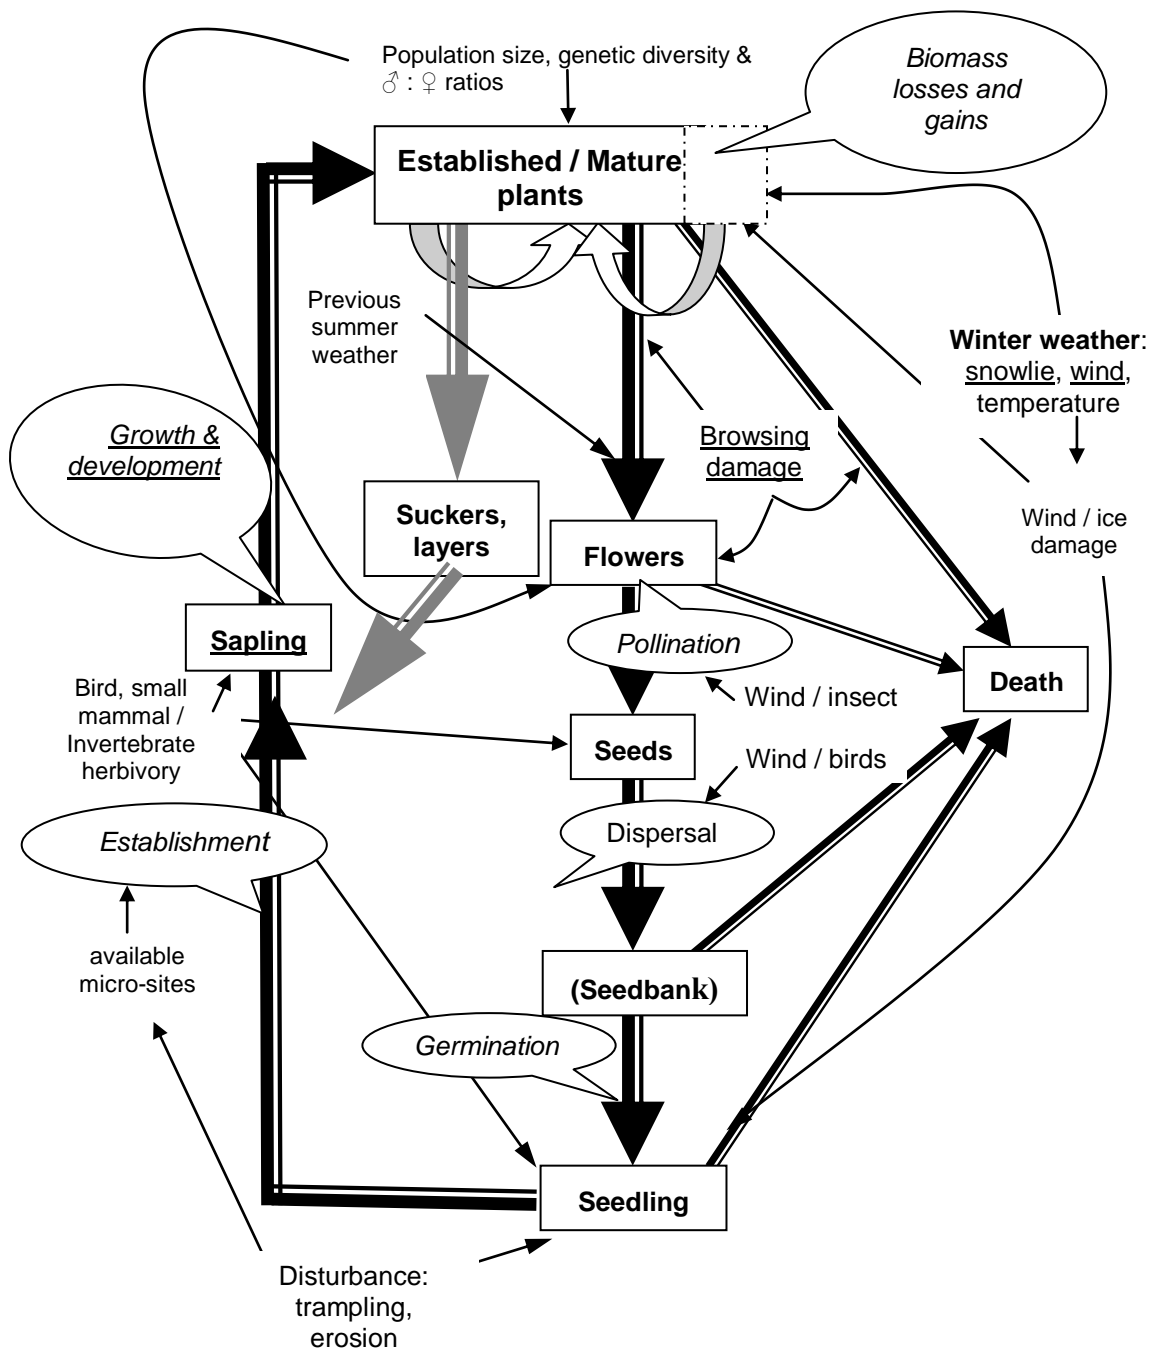 Population size, genetic diversity &
♂ : ♀ ratios
Biomass
losses and
gains
Established / Mature
plants
Previous
summer
weather
Winter weather:
snowlie, wind,
temperature
Growth &
development
Browsing
damage
Suckers,
layers
Flowers
Wind / ice
damage
Sapling
Pollination
Death
Bird, small
mammal /
Invertebrate
herbivory
Wind / insect
Seeds
Wind / birds
Establishment
Dispersal
available
micro-sites
(Seedbank)
Germination
Seedling
Disturbance:
trampling,
erosion